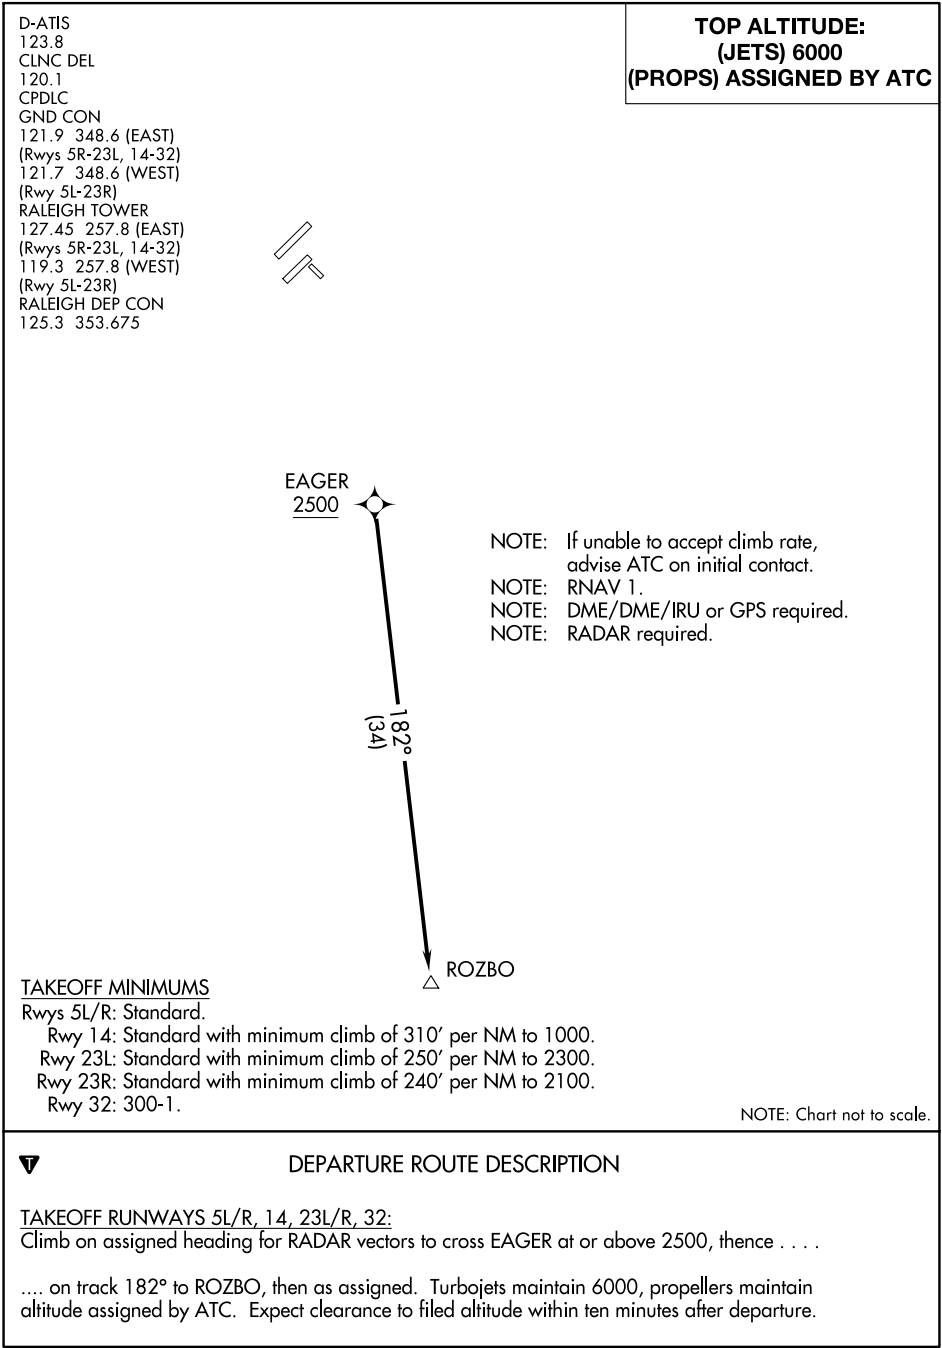 D-ATIS
123.8
CLNC DEL
120.1
CPDLC
GND CON
121.9 348.6 (EAST)
(Rwys 5R-23L, 14-32)
121.7 348.6 (WEST)
(Rwy 5L-23R)
RALEIGH TOWER
127.45 257.8 (EAST)
(Rwys 5R-23L, 14-32)
119.3 257.8 (WEST)
(Rwy 5L-23R)
RALEIGH DEP CON
125.3 353.675
TOP ALTITUDE:
(JETS) 6000
(PROPS) ASSIGNED BY ATC
EAGER
2500
NOTE: If unable to accept climb rate,
advise ATC on initial contact.
NOTE: RNAV 1.
NOTE: DME/DME/IRU or GPS required.
NOTE: RADAR required.
182°
(34)
ROZBO
TAKEOFF MINIMUMS
Rwys 5L/R: Standard.
Rwy 14: Standard with minimum climb of 310' per NM to 1000.
Rwy 23L: Standard with minimum climb of 250' per NM to 2300.
Rwy 23R: Standard with minimum climb of 240' per NM to 2100.
Rwy 32: 300-1.
NOTE: Chart not to scale.
T
DEPARTURE ROUTE DESCRIPTION
TAKEOFF RUNWAYS 5L/R, 14, 23L/R, 32:
Climb on assigned heading for RADAR vectors to cross EAGER at or above 2500, thence . . . .
.... on track 182° to ROZBO, then as assigned. Turbojets maintain 6000, propellers maintain
altitude assigned by ATC. Expect clearance to filed altitude within ten minutes after departure.